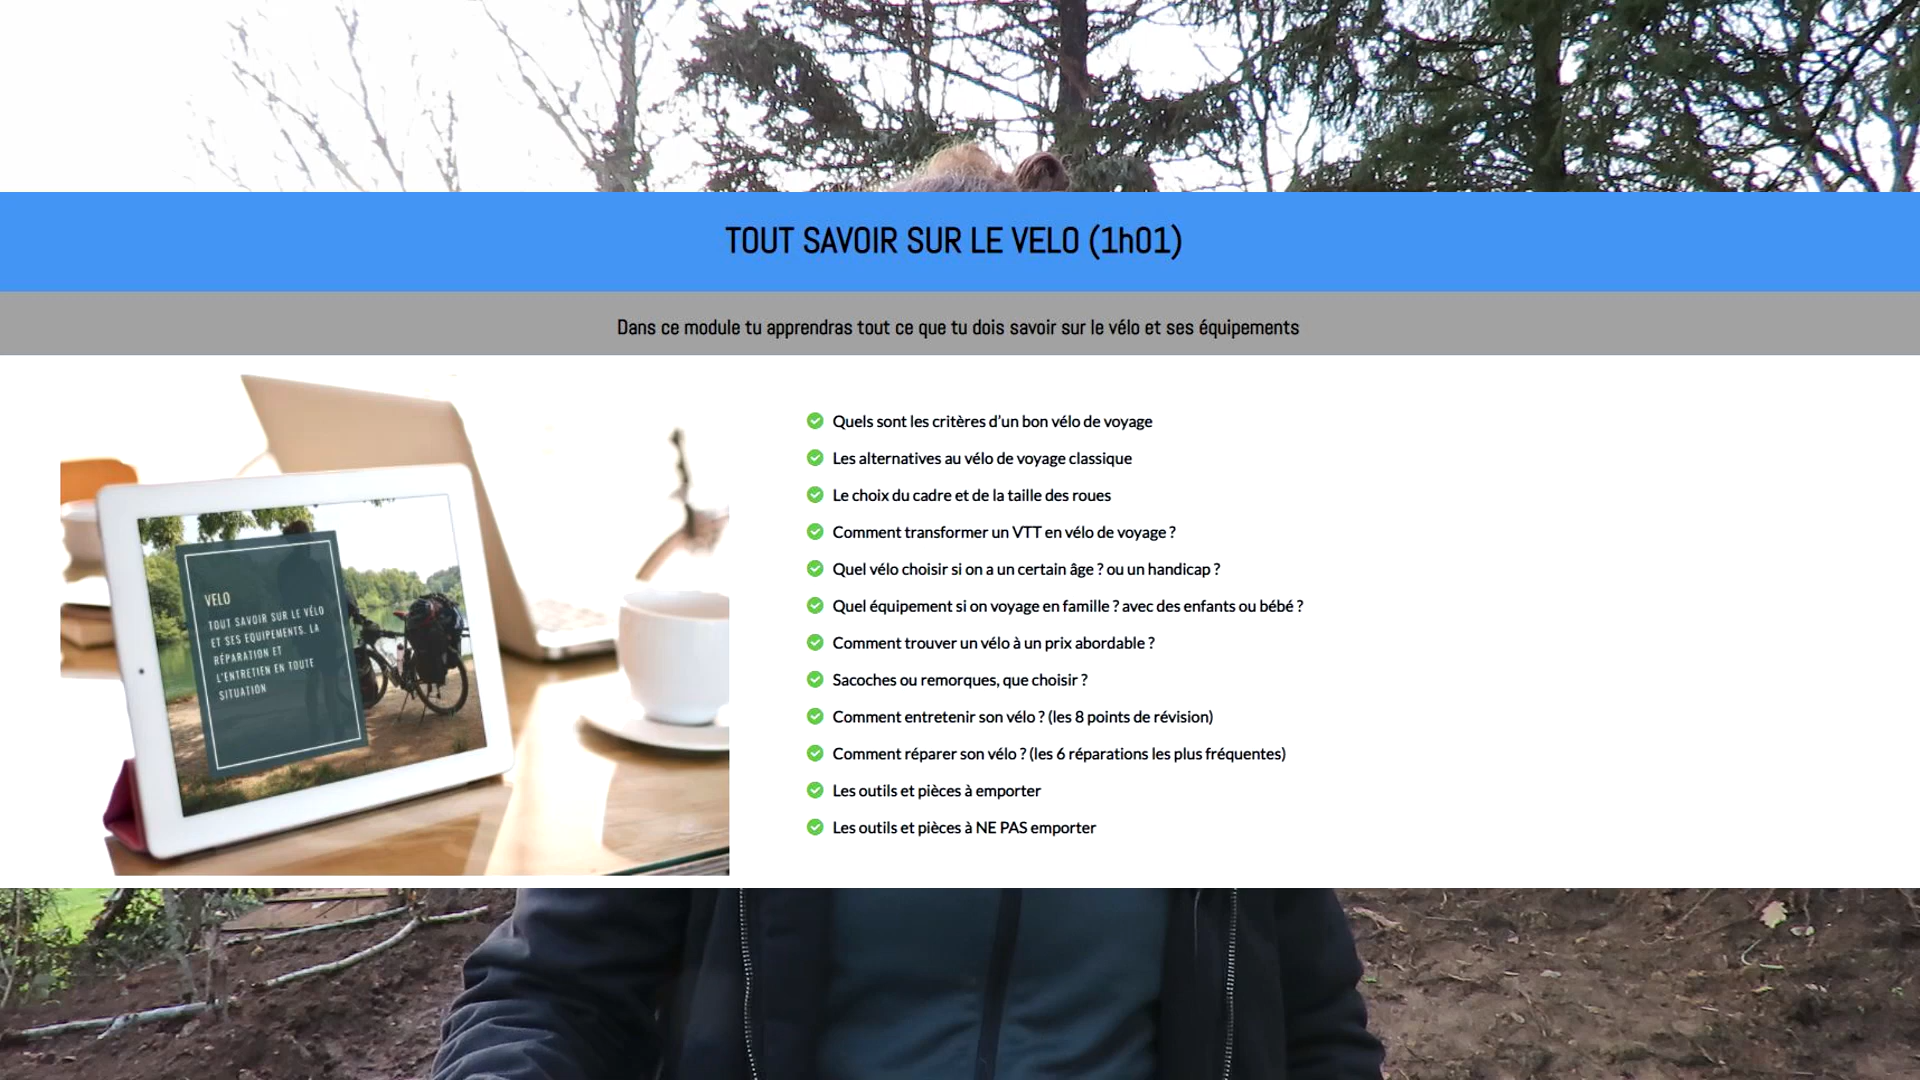 TOUT SAVOIR SUR LE VELO (1h01)
Dans ce module tu apprendras tout ce que tu dois savoir sur le vélo et ses équipements
VELO
TOUT SAVOIR SUR LE VÉLO
ET SES EQUIPEMENTS. LA
RÉPARATION ET
L'ENTRETIEN EN TOUTE
SITUATION
Quels sont les critères d'un bon vélo de voyage
Les alternatives au vélo de voyage classique
Le choix du cadre et de la taille des roues
Comment transformer un VTT en vélo de voyage ?
Quel vélo choisir si on a un certain âge ? ou un handicap ?
Quel équipement si on voyage en famille ? avec des enfants ou bébé ?
Comment trouver un vélo à un prix abordable ?
Sacoches ou remorques, que choisir ?
Comment entretenir son vélo ? (les 8 points de révision)
Comment réparer son vélo ? (les 6 réparations les plus fréquentes)
Les outils et pièces à emporter
Les outils et pièces à NE PAS emporter